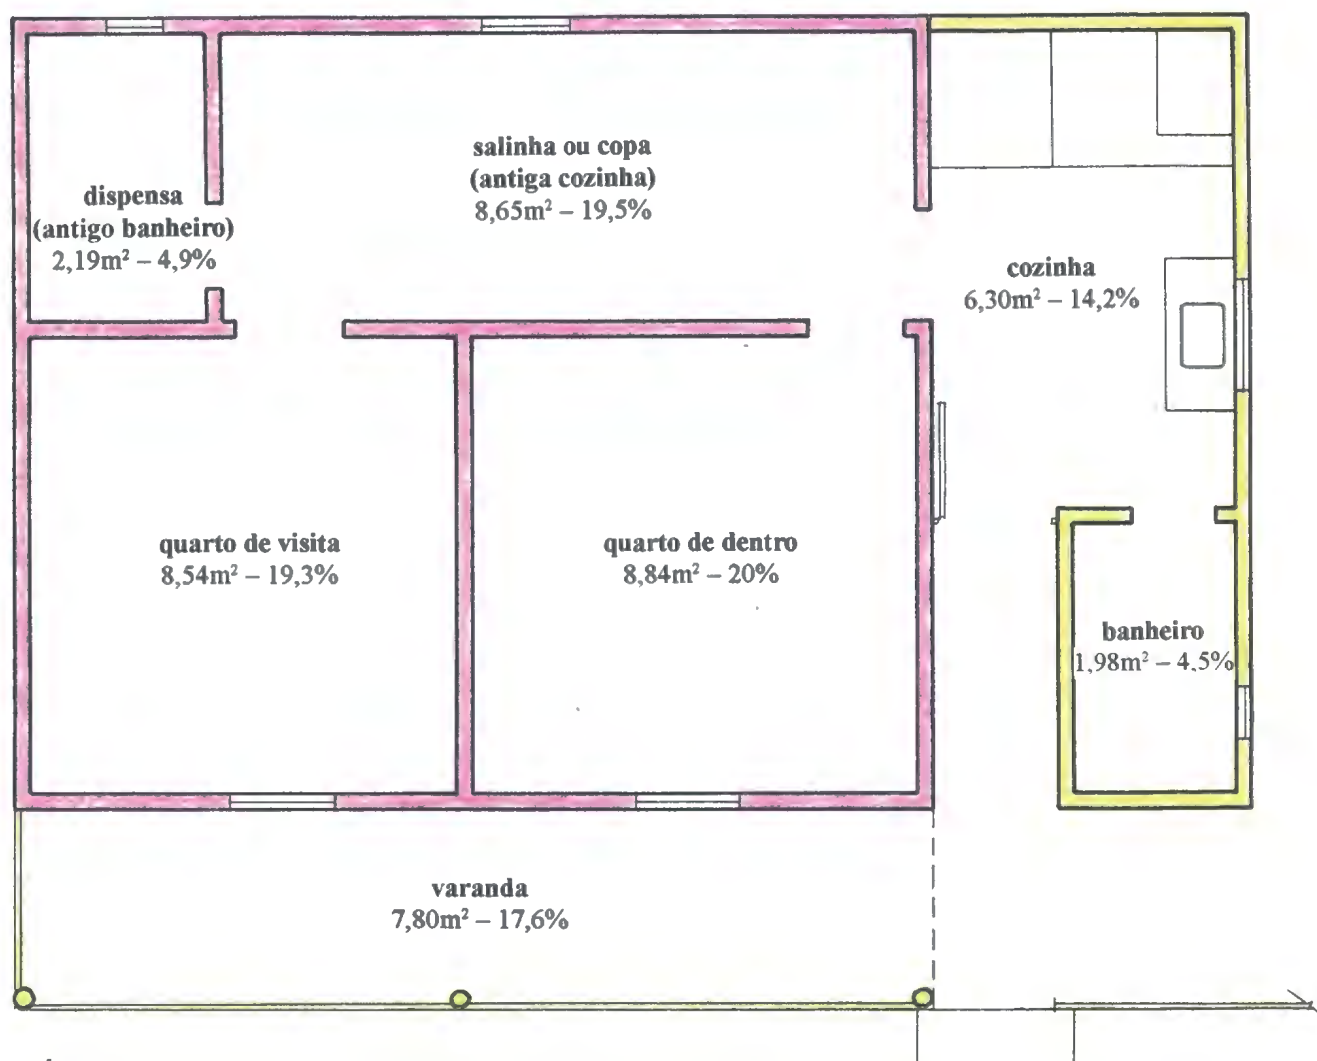 salinha ou copa
(antiga cozinha)
8,65m² – 19,5%
dispensa
(antigo banheiro)
2,19m² – 4,9%
cozinha
6,30m² – 14,2%
quarto de visita
8,54m² – 19,3%
quarto de dentro
8,84m² – 20%
banheiro
1,98m² – 4,5%
varanda
7,80m² – 17,6%